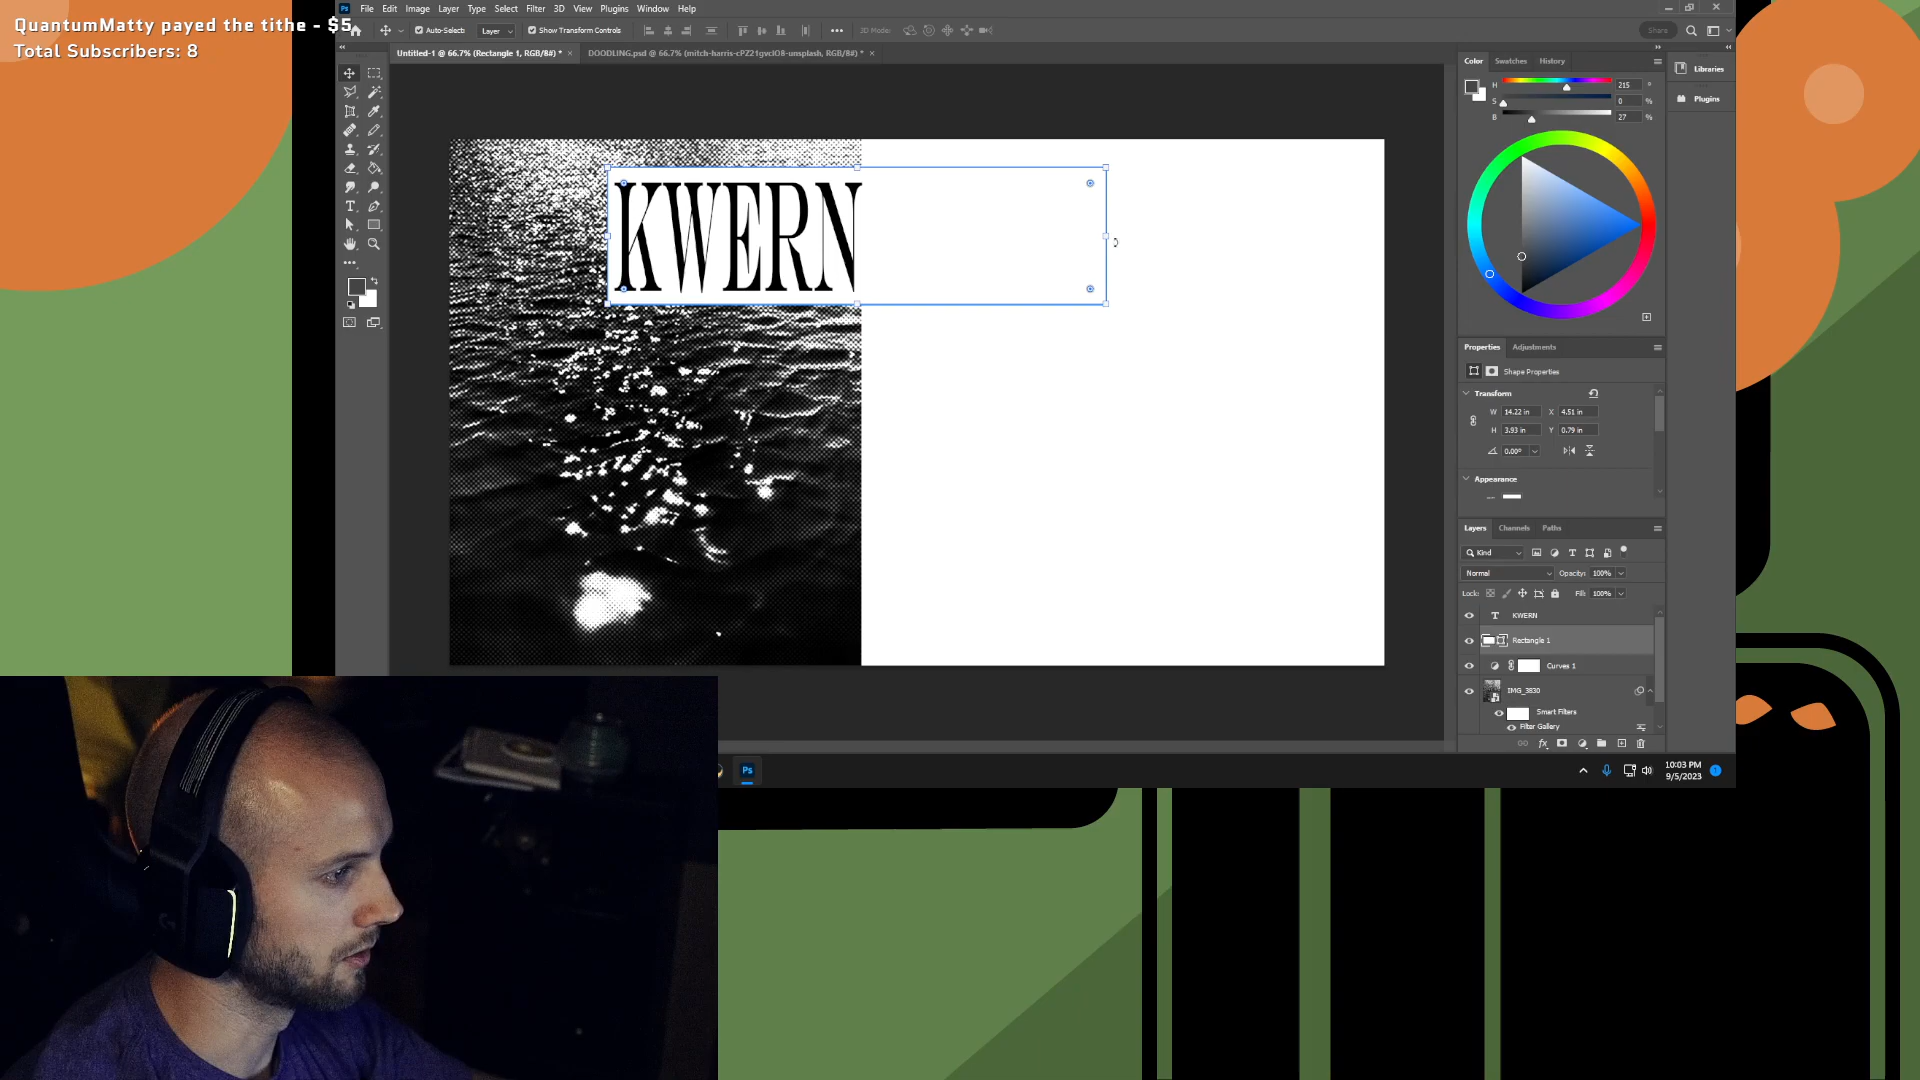 QuantumMatty payed the tithe - $5
Total Subscribers: 8
Ps File Edit Image Layer Type Select Filter 3D View Plugins Window Help
Auto-Select: Layer Show Transform Controls 3D Mode: Share
Untitled-1 @ 66.7% (Rectangle 1, RGB/8#) * DOODLING.psd @ 66.7% (mitch-harris-cPZ21gwdO8-unsplash, RGB/8#) *
KWERN
Color Swatches History
H 215 °
S 0 %
B 27 %
Libraries
Plugins
Properties Adjustments
Shape Properties
Transform
W 14.22 in X 4.51 in
H 3.93 in Y 0.79 in
0.00°
Appearance
Layers Channels Paths
Kind
Normal Opacity: 100%
Lock: Fill: 100%
T KWERN
Rectangle 1
Curves 1
IMG_3830
Smart Filters
Filter Gallery
fx
Ps
10:03 PM
9/5/2023
1